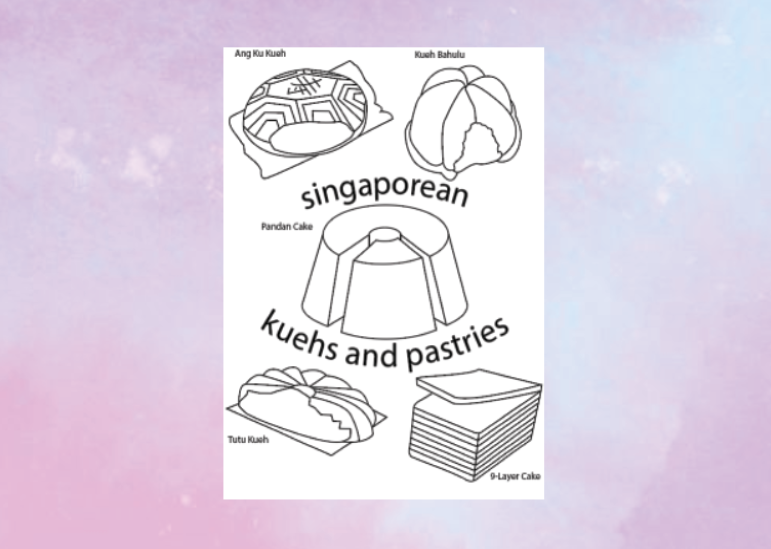 Ang Ku Kueh
Kueh Bahulu
singaporean
Pandan Cake
kuehs and pastries
Tutu Kueh
9-Layer Cake